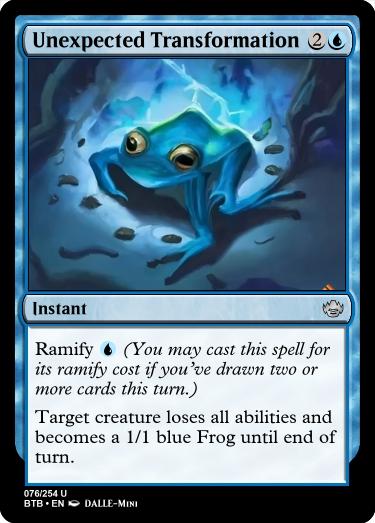 Unexpected Transformation 2
Instant
Ramify (You may cast this spell for
its ramify cost if you've drawn two or
more cards this turn.)
Target creature loses all abilities and
becomes a 1/1 blue Frog until end of
turn.
076/254 U
BTB • EN DALLE-Mini